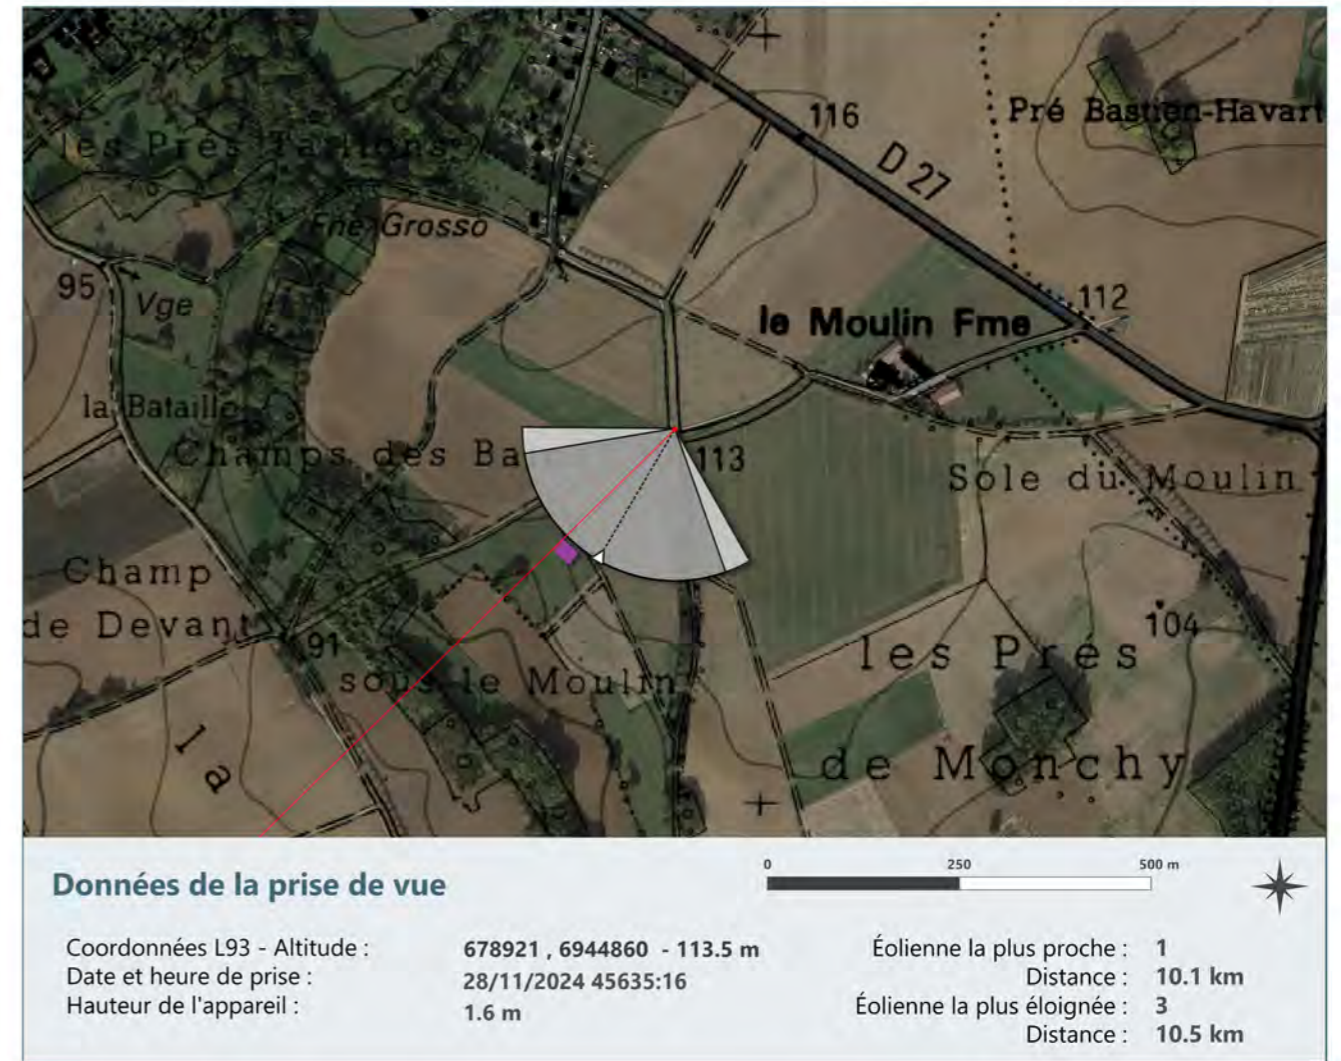 116
Pré Bastien-Havart
D 27
les Prés Taillons
Fne Grosso
95
Vge
112
le Moulin Fme
la Bataille
Champs des Ba
113
Sole du Moulin
Champ
de Devant
91
104
les Prés
sous le Moulin
la
de Monchy
0 250 500 m
Données de la prise de vue
Coordonnées L93 - Altitude : 678921 , 6944860 - 113.5 m
Date et heure de prise : 28/11/2024 45635:16
Hauteur de l'appareil : 1.6 m
Éolienne la plus proche : 1
Distance : 10.1 km
Éolienne la plus éloignée : 3
Distance : 10.5 km